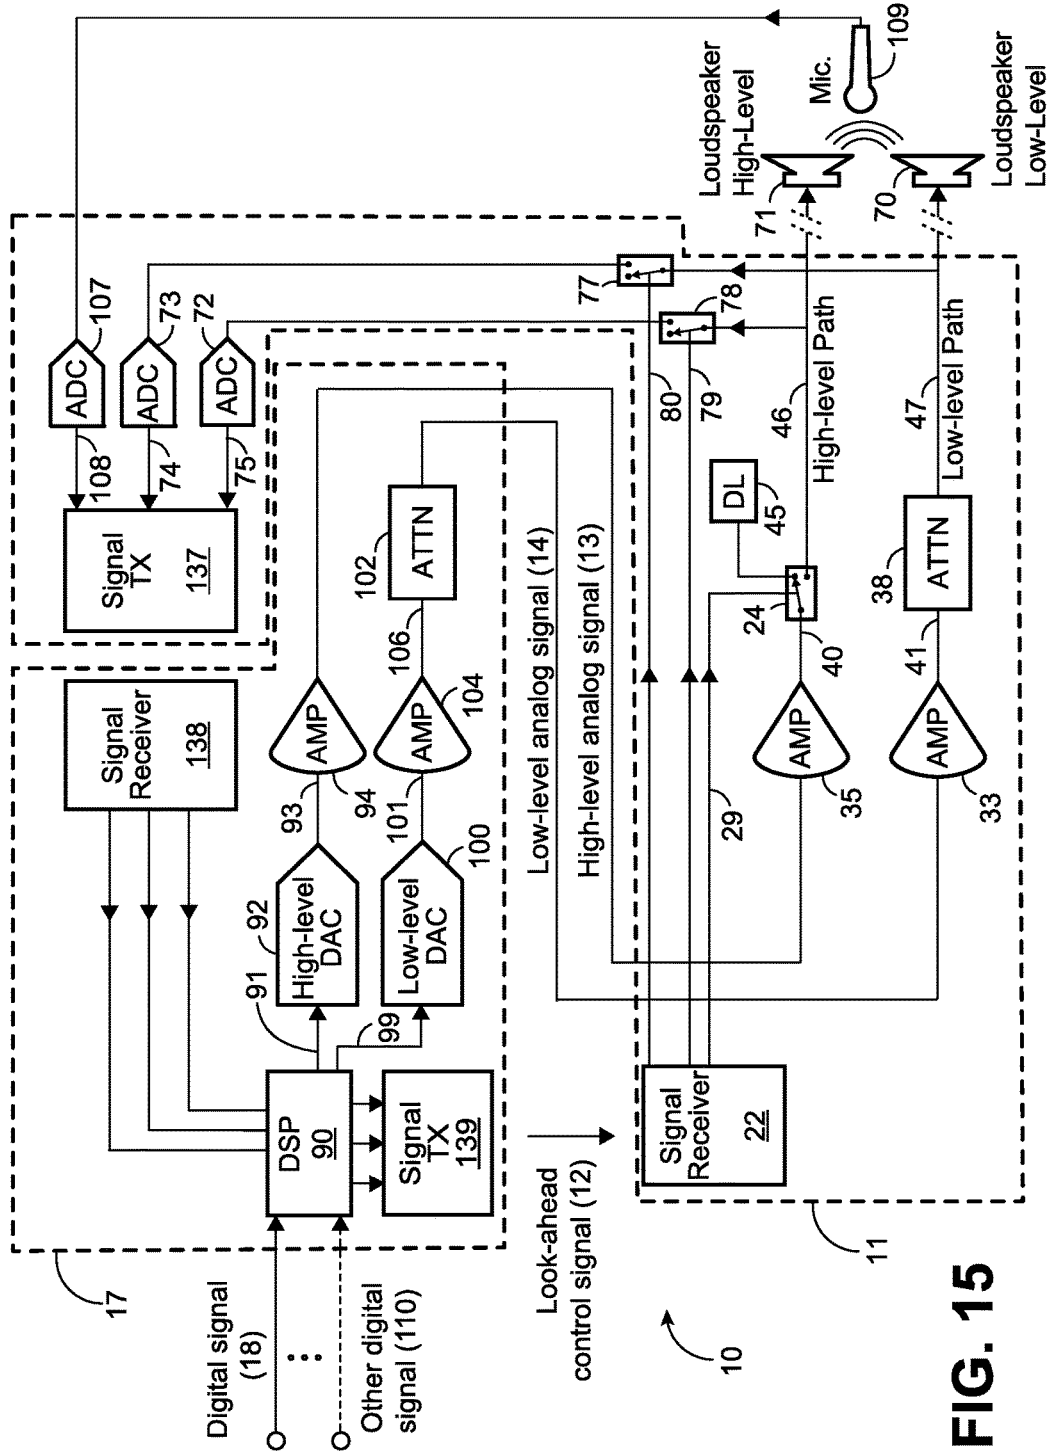 17
Digital signal
(18)
Other digital
signal (110)
DSP
90
Signal
TX
139
Signal
Receiver
138
91
92
High-level
DAC
93
AMP
94
99
Low-level
DAC
100
101
AMP
104
106
102
ATTN
Signal
TX
137
108
ADC
107
74
ADC
73
75
ADC
72
Low-level analog signal (14)
High-level analog signal (13)
Look-ahead
control signal (12)
Signal
Receiver
22
11
29
80
79
77
78
AMP
35
40
24
DL
45
46
High-level Path
AMP
33
41
38
ATTN
47
Low-level Path
Loudspeaker
High-Level
71
70
Mic.
109
Loudspeaker
Low-Level
10
FIG. 15